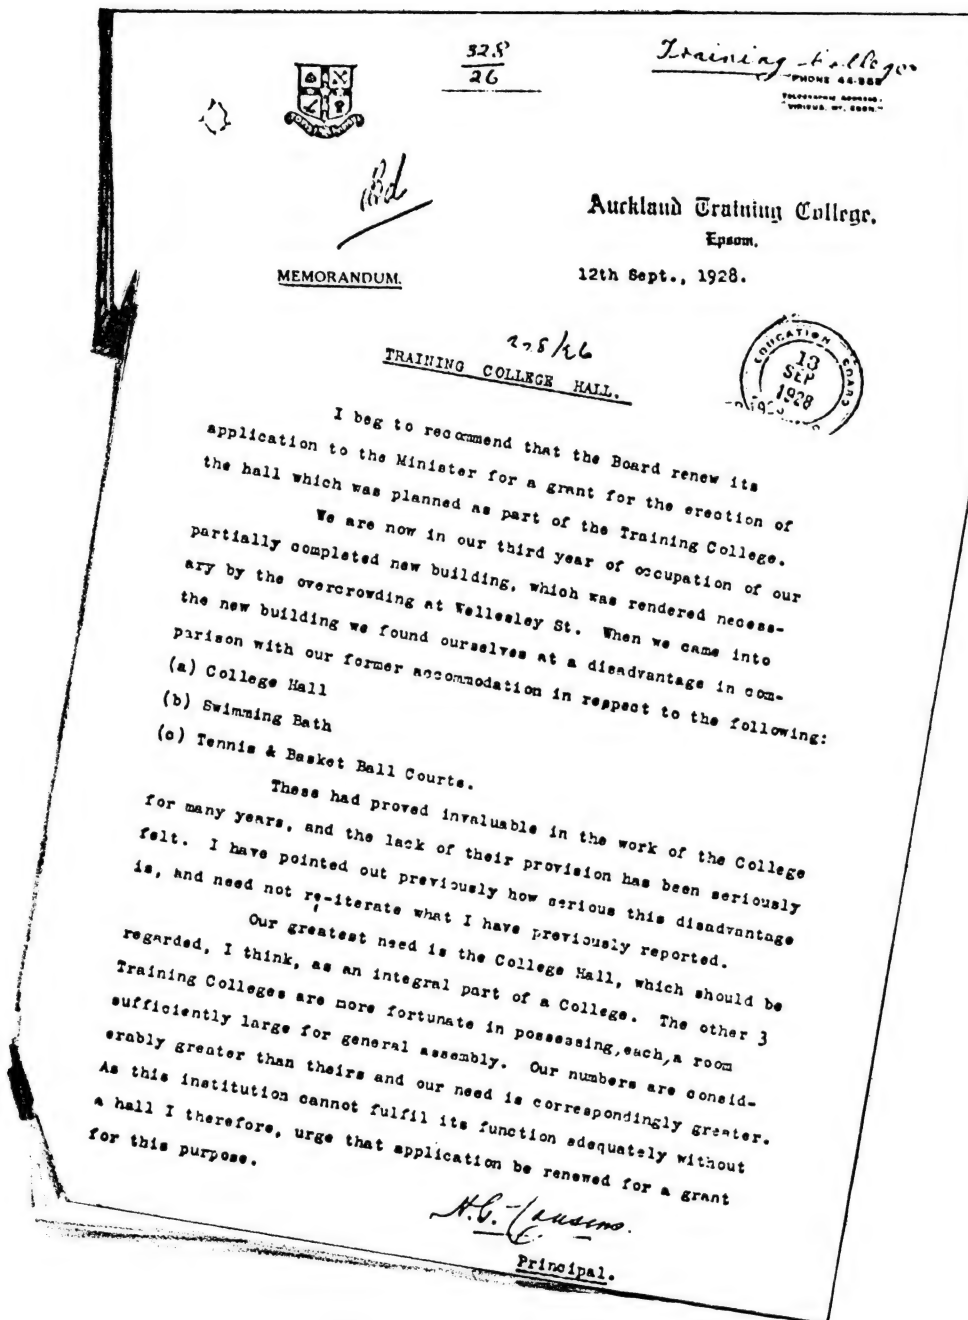 328
26
Training College
PHONE 44-
TELEGRAPHIC ADDRESS.
Bd
Auckland Training College,
Epsom.
MEMORANDUM.
12th Sept., 1928.
/26
TRAINING COLLEGE HALL.
EDUCATION BOARD
13
SEP
1928
I beg to recommend that the Board renew its
application to the Minister for a grant for the erection of
the hall which was planned as part of the Training College.
We are now in our third year of occupation of our
partially completed new building, which was rendered necess-
ary by the overcrowding at Wellesley St. When we came into
the new building we found ourselves at a disadvantage in com-
parison with our former accommodation in respect to the following:
(a) College Hall
(b) Swimming Bath
(c) Tennis & Basket Ball Courts.
These had proved invaluable in the work of the College
for many years, and the lack of their provision has been seriously
felt. I have pointed out previously how serious this disadvantage
is, and need not re-iterate what I have previously reported.
Our greatest need is the College Hall, which should be
regarded, I think, as an integral part of a College. The other 3
Training Colleges are more fortunate in possessing, each, a room
sufficiently large for general assembly. Our numbers are consid-
erably greater than theirs and our need is correspondingly greater.
As this institution cannot fulfil its function adequately without
a hall I therefore, urge that application be renewed for a grant
for this purpose.
H.G. Cousins.
Principal.